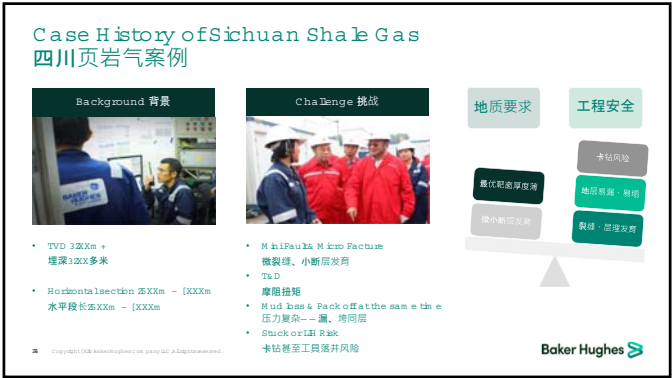 Case History of Sichuan Shale Gas
四川页岩气案例
Background 背景
BAKER HUGHES
TVD 32XXm +
埋深32XX多米
Horizontal section 25XXm – [XXXm
水平段长25XXm – [XXXm
Challenge 挑战
Mini Fault & Micro Facture
微裂缝、小断层发育
T&D
摩阻扭矩
Mud loss & Pack off at the same time
压力复杂——漏、垮同层
Stuck or LIH Risk
卡钻甚至工具落井风险
地质要求
工程安全
卡钻风险
最优靶窗厚度薄
地层易漏、易塌
微小断层发育
裂缝、层理发育
Baker Hughes